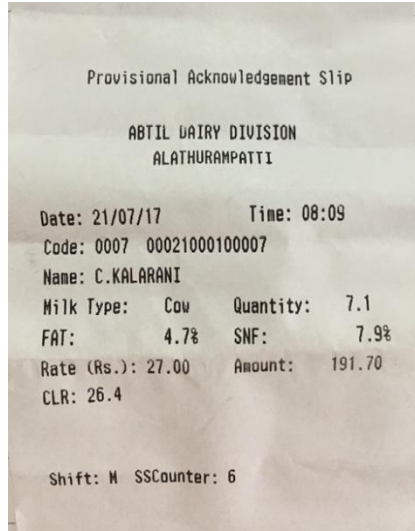 Provisional Acknowledgement Slip
ABTIL DAIRY DIVISION
ALATHURAMPATTI
Date: 21/07/17 Time: 08:09
Code: 0007 00021000100007
Name: C.KALARANI
Milk Type: Cow Quantity: 7.1
FAT: 4.7% SNF: 7.9%
Rate (Rs.): 27.00 Amount: 191.70
CLR: 26.4
Shift: M SSCounter: 6